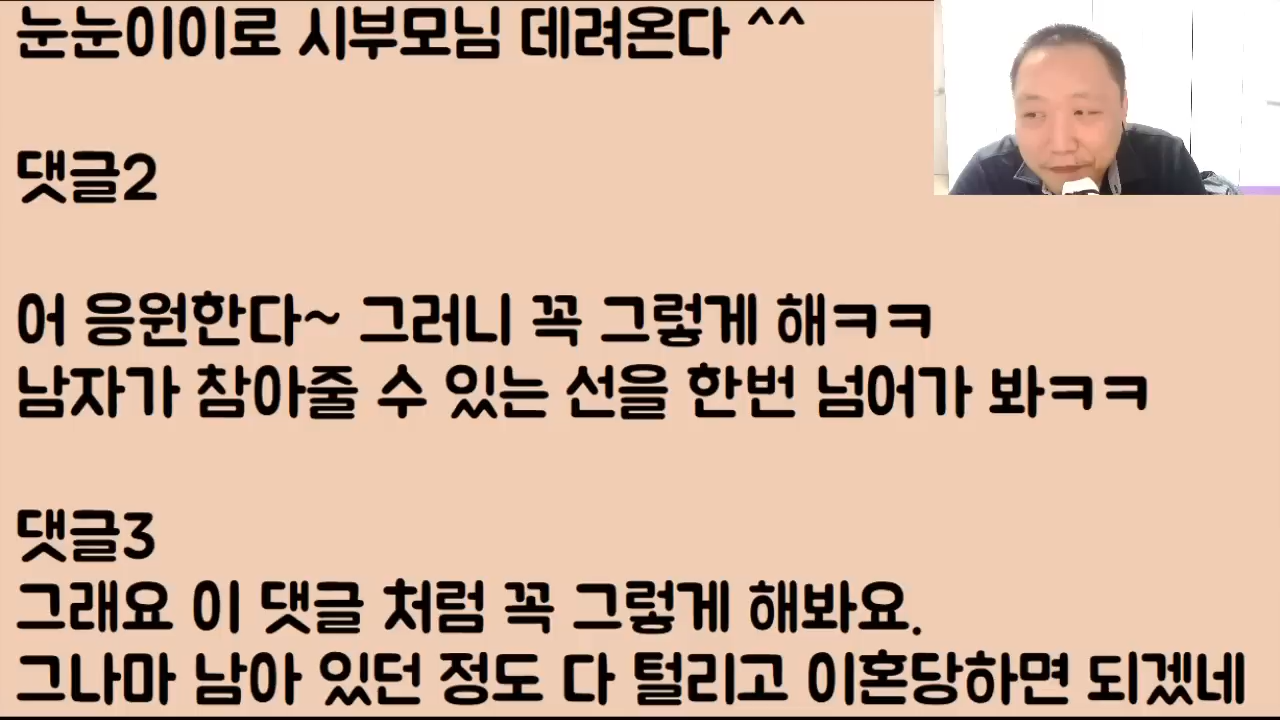 눈눈이이로 시부모님 데려온다 ^^
댓글2
어 응원한다~ 그러니 꼭 그렇게 해ㅋㅋ
남자가 참아줄 수 있는 선을 한번 넘어가 봐ㅋㅋ
댓글3
그래요 이 댓글 처럼 꼭 그렇게 해봐요.
그나마 남아 있던 정도 다 털리고 이혼당하면 되겠네